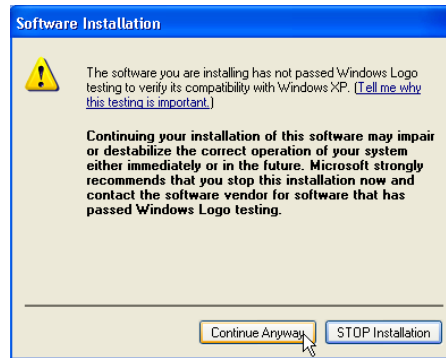 Software Installation
The software you are installing has not passed Windows Logo
testing to verify its compatibility with Windows XP. (Tell me why
this testing is important.)
Continuing your installation of this software may impair
or destabilize the correct operation of your system
either immediately or in the future. Microsoft strongly
recommends that you stop this installation now and
contact the software vendor for software that has
passed Windows Logo testing.
Continue Anyway STOP Installation